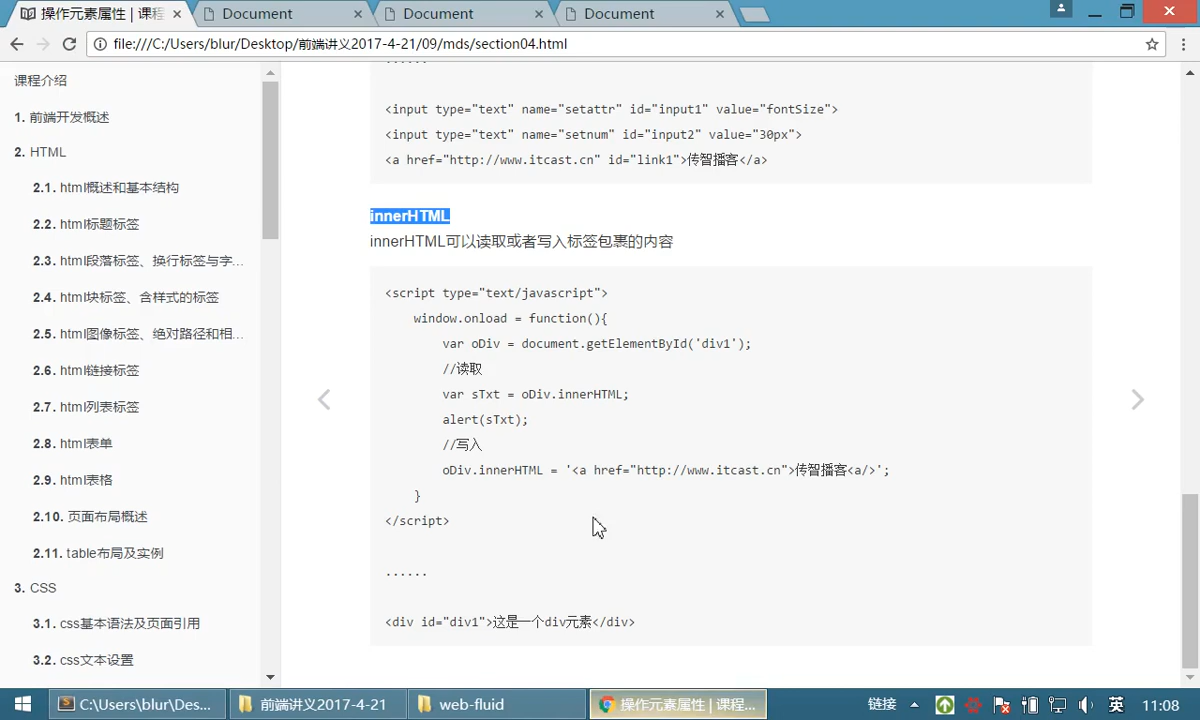 操作元素属性 | 课程
Document
Document
Document
file:///C:/Users/blur/Desktop/前端讲义2017-4-21/09/mds/section04.html
课程介绍
1. 前端开发概述
2. HTML
2.1. html概述和基本结构
2.2. html标题标签
2.3. html段落标签、换行标签与字...
2.4. html块标签、含样式的标签
2.5. html图像标签、绝对路径和相...
2.6. html链接标签
2.7. html列表标签
2.8. html表单
2.9. html表格
2.10. 页面布局概述
2.11. table布局及实例
3. CSS
3.1. css基本语法及页面引用
3.2. css文本设置
......
<input type="text" name="setattr" id="input1" value="fontSize">
<input type="text" name="setnum" id="input2" value="30px">
<a href="http://www.itcast.cn" id="link1">传智播客</a>
innerHTML
innerHTML可以读取或者写入标签包裹的内容
<script type="text/javascript">
window.onload = function(){
var oDiv = document.getElementById('div1');
//读取
var sTxt = oDiv.innerHTML;
alert(sTxt);
//写入
oDiv.innerHTML = '<a href="http://www.itcast.cn">传智播客<a/>';
}
</script>
......
<div id="div1">这是一个div元素</div>
C:\Users\blur\Des...
前端讲义2017-4-21
web-fluid
操作元素属性 | 课程...
链接
英
11:08